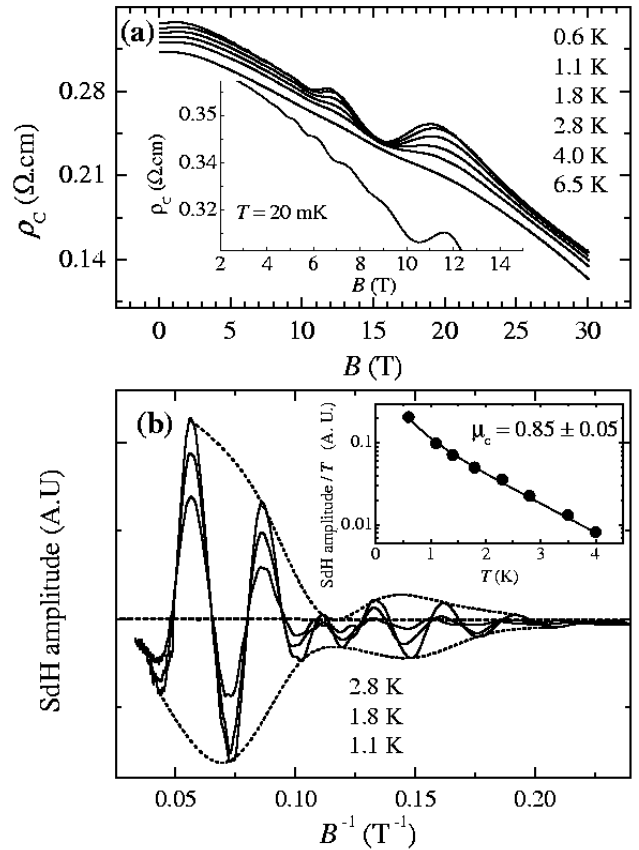 (a)
0.6 K
1.1 K
1.8 K
2.8 K
4.0 K
6.5 K
0.28
0.21
0.14
ρC (Ω.cm)
0.35
0.34
0.32
ρC (Ω.cm)
T = 20 mK
2 4 6 8 10 12 14
B (T)
0 5 10 15 20 25 30
B (T)
(b)
SdH amplitude / T (A. U.)
0.1
0.01
μc = 0.85 ± 0.05
0 1 2 3 4
T (K)
SdH amplitude (A.U)
2.8 K
1.8 K
1.1 K
0.05 0.10 0.15 0.20
B⁻¹ (T⁻¹)